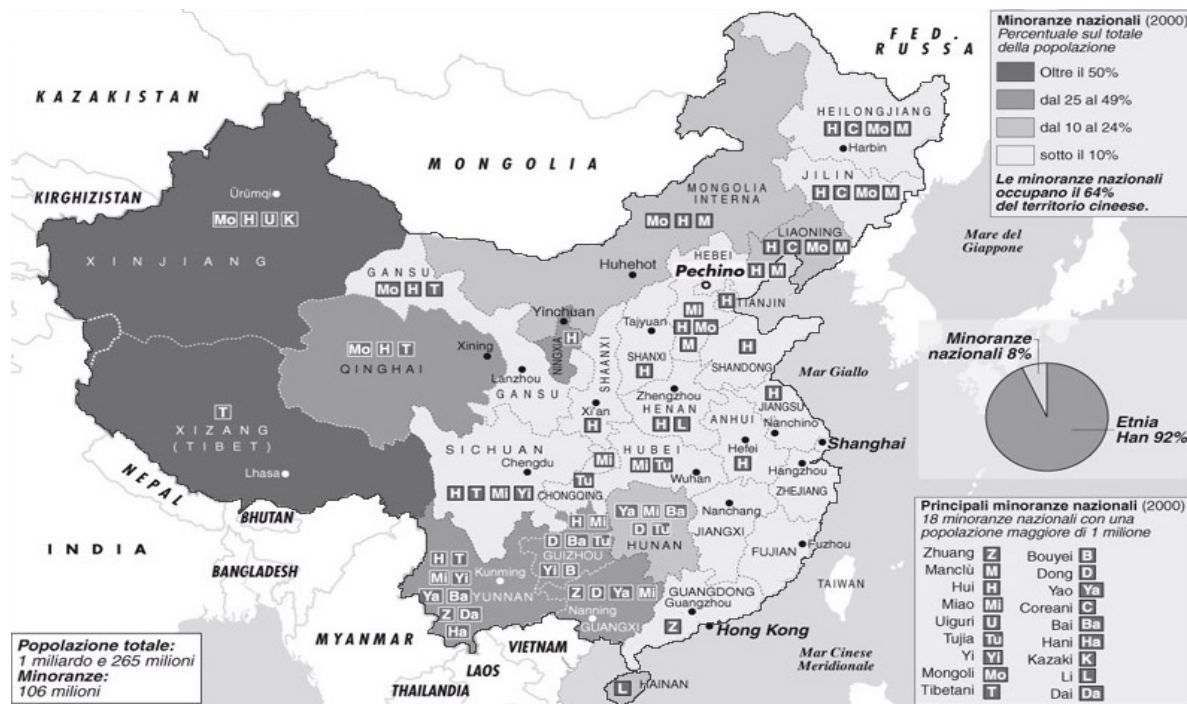 FED.
RUSSA
KAZAKISTAN
MONGOLIA
KIRGHIZISTAN
Ürümqi
Mo H U K
XINJIANG
HEILONGJIANG
H C Mo M
Harbin
JILIN
H C Mo M
MONGOLIA
INTERNA
Mo H M
LIAONING
H C Mo M
Huhehot
HEBEI
Pechino
H M
H
TIANJIN
Mi
H Mo
M
GANSU
Mo H T
Yinchuan
H
NINGXIA
Tajyuan
SHANXI
H
H
SHANDONG
Mo H T
QINGHAI
Xining
Lanzhou
GANSU
SHAANXI
Xi'an
H
Zhengzhou
HENAN
H L
H
JIANGSU
Nanchino
ANHUI
Hefei
H
Shanghai
T
XIZANG
(TIBET)
Lhasa
SICHUAN
Chengdu
H T Mi Yi
Mi
Tu
CHONGQING
HUBEI
Mi Tu
Wuhan
Hangzhou
ZHEJIANG
Nanchang
JIANGXI
H Mi
D Ba Tu
GUIZHOU
Yi B
Ya Mi Ba
D Tu
HUNAN
FUJIAN
Fuzhou
TAIWAN
H T
Mi Yi
Kunming
YUNNAN
Ya Ba
Z Da
Ha
Z D Ya Mi
Nanning
GUANGXI
GUANGDONG
Guangzhou
Z
Hong Kong
L
HAINAN
NEPAL
BHUTAN
INDIA
BANGLADESH
MYANMAR
LAOS
VIETNAM
THAILANDIA
Mare del
Giappone
Mar Giallo
Mar Cinese
Meridionale
Minoranze nazionali (2000)
Percentuale sul totale
della popolazione
Oltre il 50%
dal 25 al 49%
dal 10 al 24%
sotto il 10%
Le minoranze nazionali
occupano il 64%
del territorio cineese.
Minoranze
nazionali 8%
Etnia
Han 92%
Principali minoranze nazionali (2000)
18 minoranze nazionali con una
popolazione maggiore di 1 milione
Zhuang Z
Manclù M
Hui H
Miao Mi
Uiguri U
Tujia Tu
Yi Yi
Mongoli Mo
Tibetani T
Bouyei B
Dong D
Yao Ya
Coreani C
Bai Ba
Hani Ha
Kazaki K
Li L
Dai Da
Popolazione totale:
1 miliardo e 265 milioni
Minoranze:
106 milioni